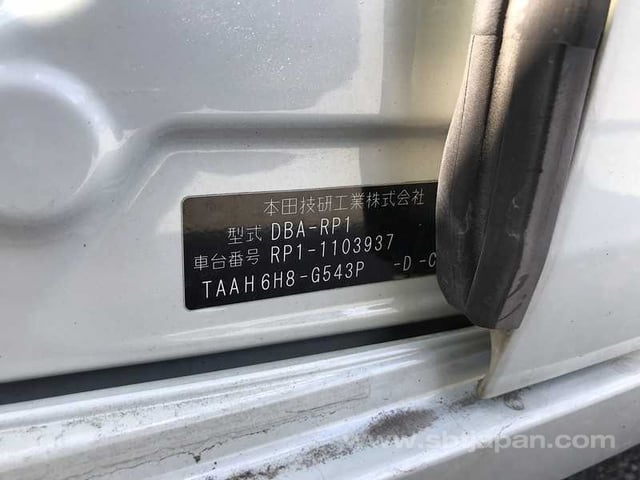 本田技研工業株式会社
型式 DBA-RP1
車台番号 RP1-1103937
TAAH6H8-G543P -D -C
www.sbtjapan.com